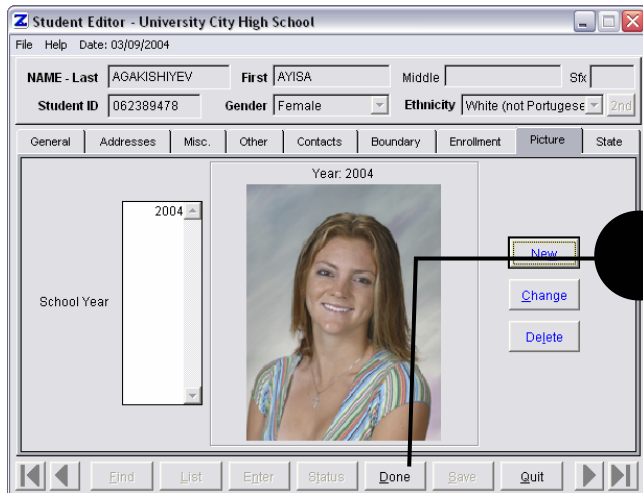 Z Student Editor - University City High School
File Help Date: 03/09/2004
NAME - Last AGAKISHIYEV First AYISA Middle Sfx
Student ID 062389478 Gender Female Ethnicity White (not Portugese 2nd
General Addresses Misc. Other Contacts Boundary Enrollment Picture State
Year: 2004
2004
New
School Year
Change
Delete
Find List Enter Status Done Save Quit